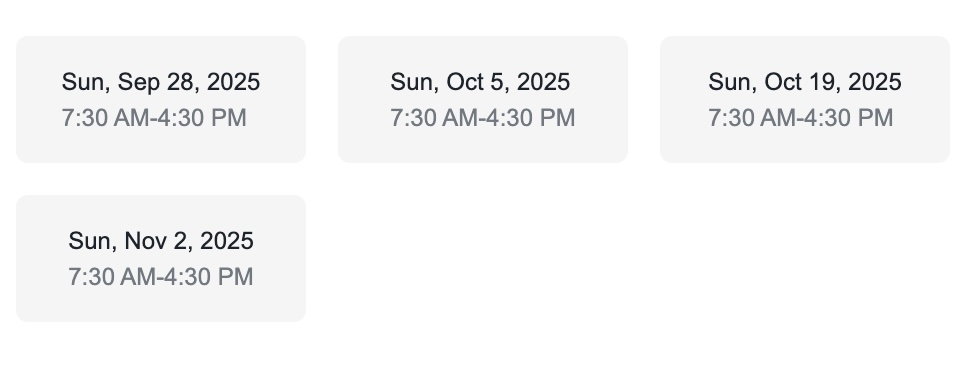 Sun, Sep 28, 2025
7:30 AM-4:30 PM
Sun, Oct 5, 2025
7:30 AM-4:30 PM
Sun, Oct 19, 2025
7:30 AM-4:30 PM
Sun, Nov 2, 2025
7:30 AM-4:30 PM